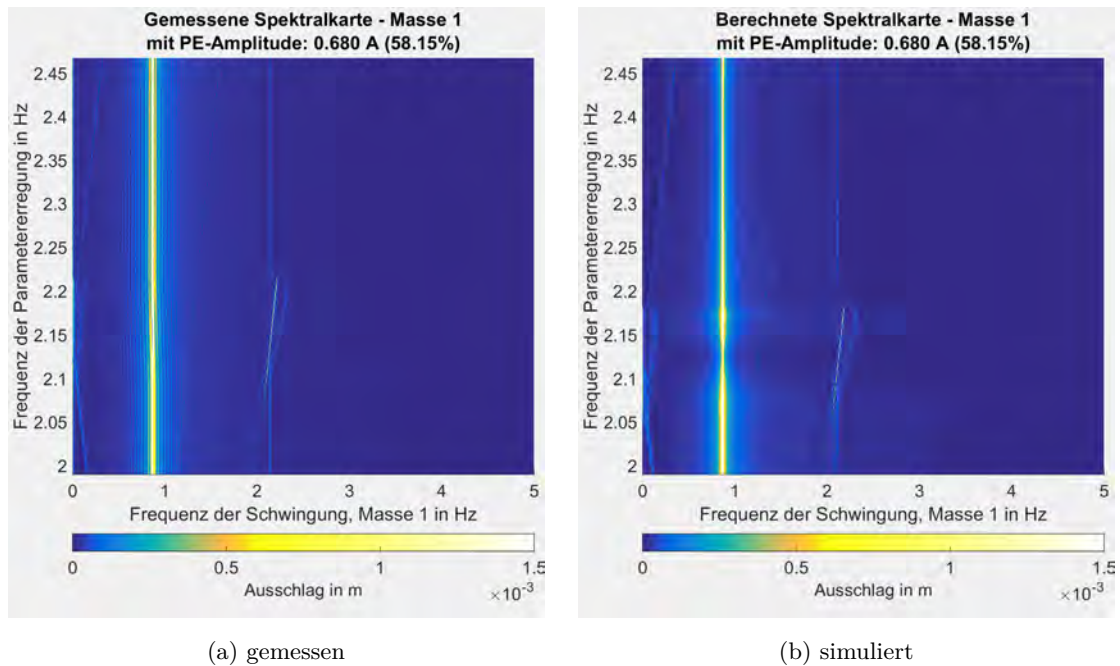 Gemessene Spektralkarte - Masse 1
mit PE-Amplitude: 0.680 A (58.15%)
Frequenz der Parametererregung in Hz
2.45
2.4
2.35
2.3
2.25
2.2
2.15
2.1
2.05
2
0 1 2 3 4 5
Frequenz der Schwingung, Masse 1 in Hz
0 0.5 1 1.5
Ausschlag in m ×10⁻³
(a) gemessen
Berechnete Spektralkarte - Masse 1
mit PE-Amplitude: 0.680 A (58.15%)
Frequenz der Parametererregung in Hz
2.45
2.4
2.35
2.3
2.25
2.2
2.15
2.1
2.05
2
0 1 2 3 4 5
Frequenz der Schwingung, Masse 1 in Hz
0 0.5 1 1.5
Ausschlag in m ×10⁻³
(b) simuliert